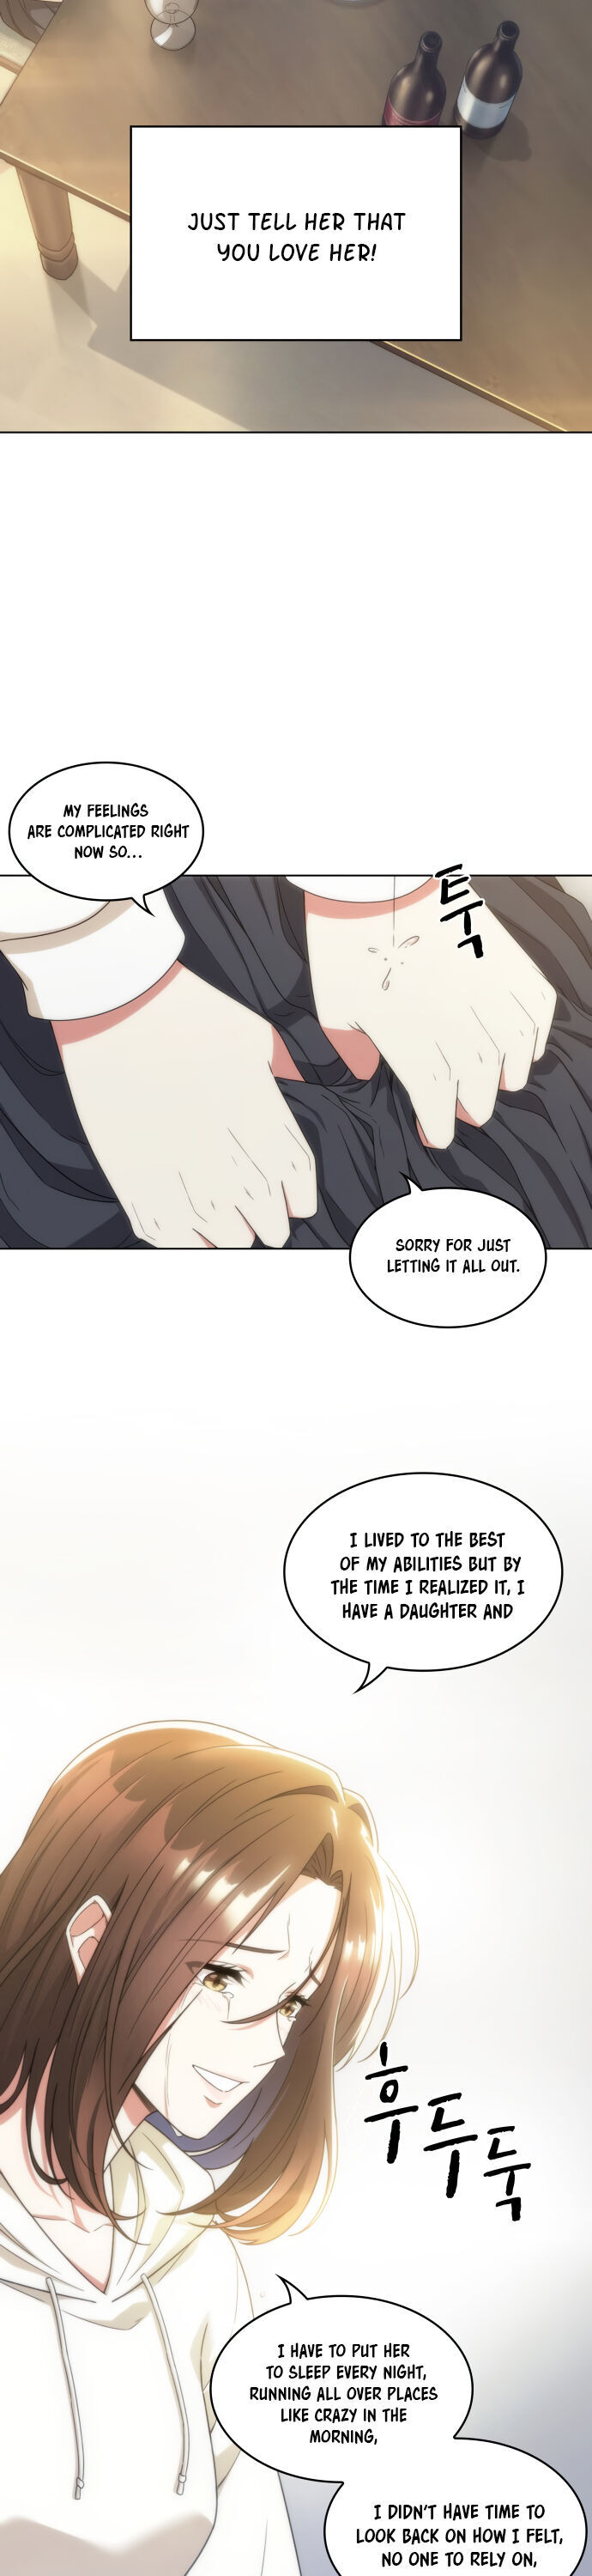 JUST TELL HER THAT
YOU LOVE HER!
MY FEELINGS
ARE COMPLICATED RIGHT
NOW SO...
툭
SORRY FOR JUST
LETTING IT ALL OUT.
I LIVED TO THE BEST
OF MY ABILITIES BUT BY
THE TIME I REALIZED IT, I
HAVE A DAUGHTER AND
후두둑
I HAVE TO PUT HER
TO SLEEP EVERY NIGHT,
RUNNING ALL OVER PLACES
LIKE CRAZY IN THE
MORNING,
I DIDN'T HAVE TIME TO
LOOK BACK ON HOW I FELT,
NO ONE TO RELY ON,